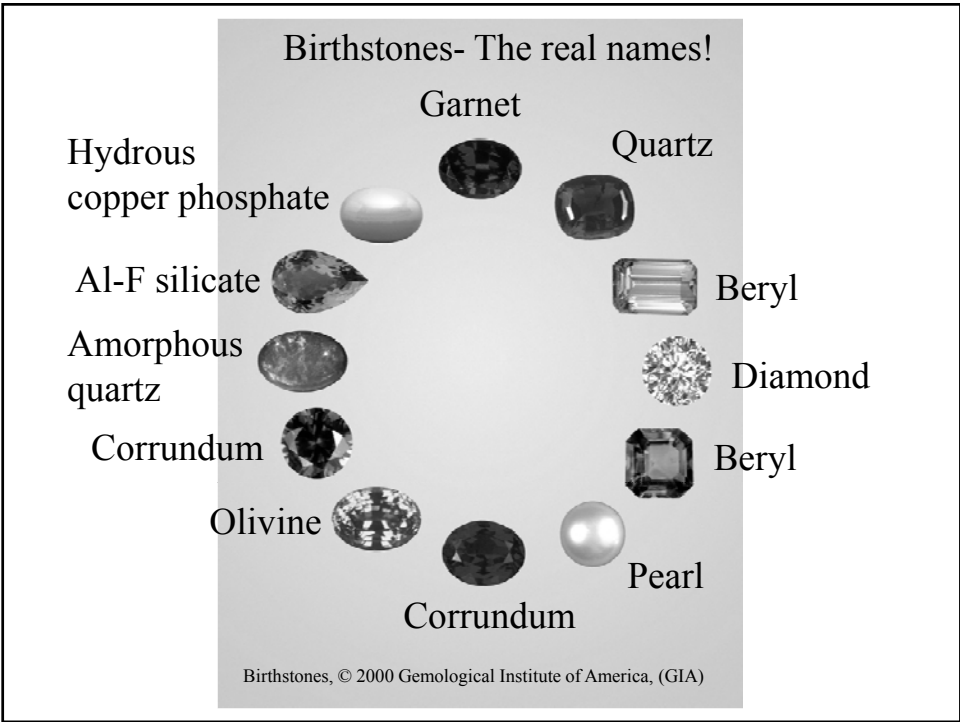 Birthstones- The real names!
Garnet
Quartz
Hydrous
copper phosphate
Al-F silicate
Beryl
Amorphous
quartz
Diamond
Corrundum
Beryl
Olivine
Pearl
Corrundum
Birthstones, © 2000 Gemological Institute of America, (GIA)